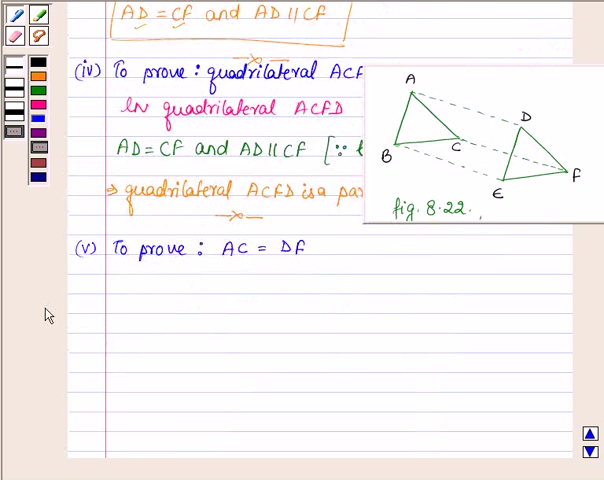 AD = CF and AD ∥ CF
(iv) To prove : quadrilateral ACF
In quadrilateral ACFD
AD = CF and AD ∥ CF [∵
⇒ quadrilateral ACFD is a par
(v) To prove : AC = DF
A
D
B
C
E
F
fig. 8.22.